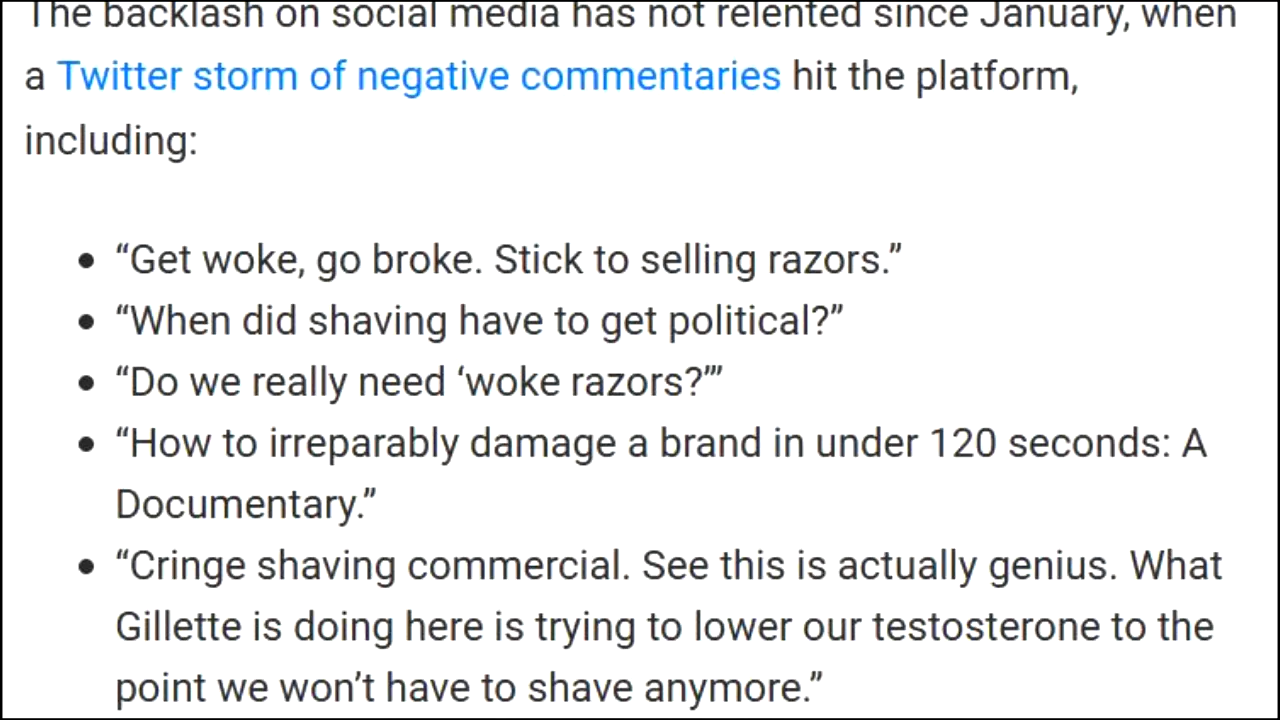 The backlash on social media has not relented since January, when
a Twitter storm of negative commentaries hit the platform,
including:
• “Get woke, go broke. Stick to selling razors.”
• “When did shaving have to get political?”
• “Do we really need ‘woke razors?’”
• “How to irreparably damage a brand in under 120 seconds: A
Documentary.”
• “Cringe shaving commercial. See this is actually genius. What
Gillette is doing here is trying to lower our testosterone to the
point we won’t have to shave anymore.”